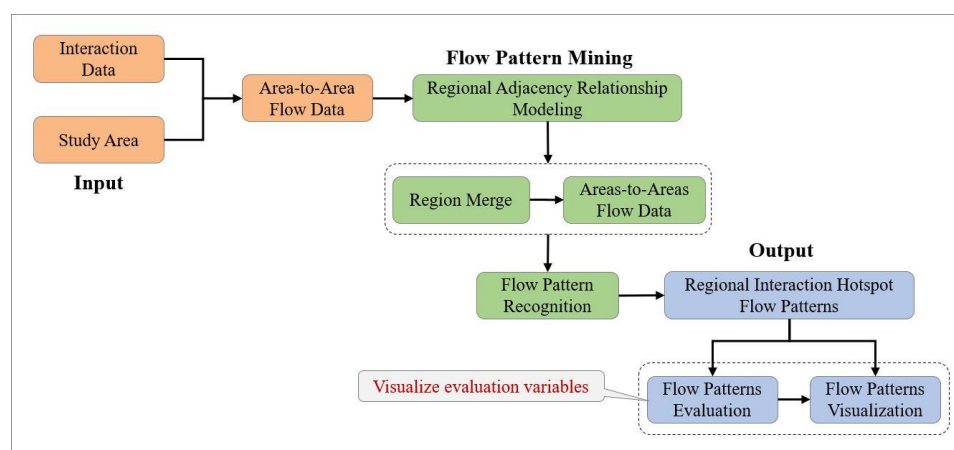 Interaction
Data
Study Area
Input
Area-to-Area
Flow Data
Flow Pattern Mining
Regional Adjacency Relationship
Modeling
Region Merge
Areas-to-Areas
Flow Data
Flow Pattern
Recognition
Output
Regional Interaction Hotspot
Flow Patterns
Visualize evaluation variables
Flow Patterns
Evaluation
Flow Patterns
Visualization